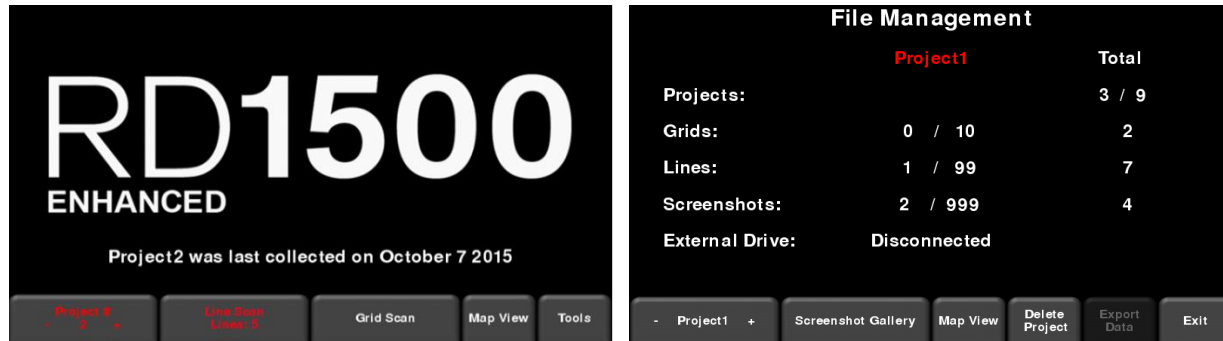 RD1500
ENHANCED
Project2 was last collected on October 7 2015
Project #
- 2 +
Line Scan
Lines: 5
Grid Scan
Map View
Tools
File Management
Project1 Total
Projects: 3 / 9
Grids: 0 / 10 2
Lines: 1 / 99 7
Screenshots: 2 / 999 4
External Drive: Disconnected
- Project1 +
Screenshot Gallery
Map View
Delete
Project
Export
Data
Exit